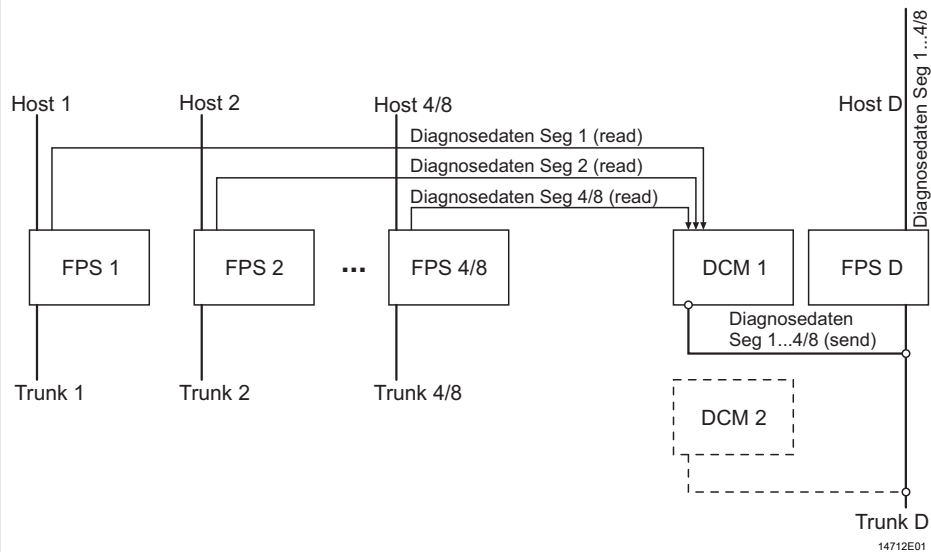 Diagnosedaten Seg 1...4/8
Host 1
Host 2
Host 4/8
Host D
Diagnosedaten Seg 1 (read)
Diagnosedaten Seg 2 (read)
Diagnosedaten Seg 4/8 (read)
FPS 1
FPS 2
...
FPS 4/8
DCM 1
FPS D
Diagnosedaten
Seg 1...4/8 (send)
Trunk 1
Trunk 2
Trunk 4/8
DCM 2
Trunk D
14712E01